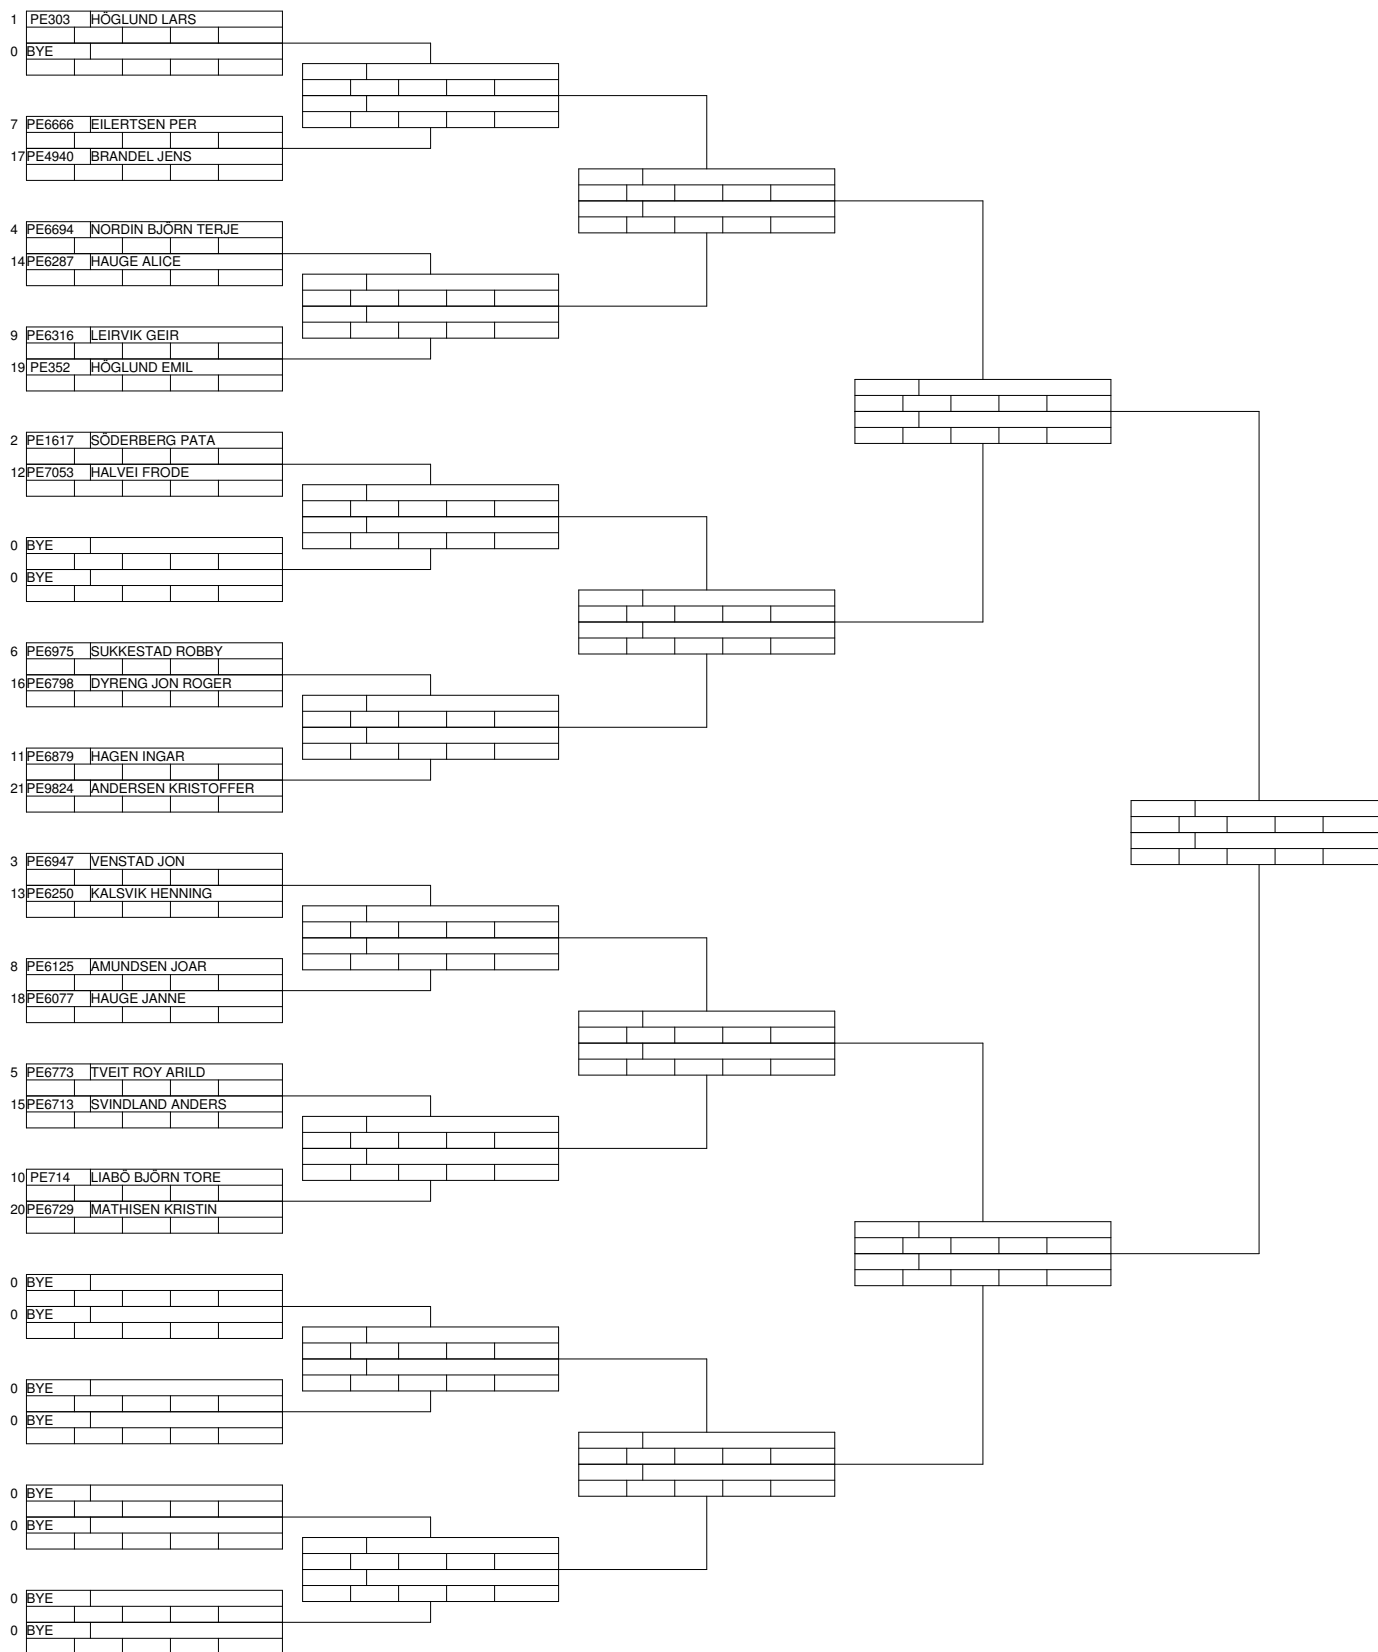 1 PE303 HÖGLUND LARS
0 BYE
7 PE6666 EILERTSEN PER
17 PE4940 BRANDEL JENS
4 PE6694 NORDIN BJÖRN TERJE
14 PE6287 HAUGE ALICE
9 PE6316 LEIRVIK GEIR
19 PE352 HÖGLUND EMIL
2 PE1617 SÖDERBERG PATA
12 PE7053 HALVEI FRODE
0 BYE
0 BYE
6 PE6975 SUKKESTAD ROBBY
16 PE6798 DYRENG JON ROGER
11 PE6879 HAGEN INGAR
21 PE9824 ANDERSEN KRISTOFFER
3 PE6947 VENSTAD JON
13 PE6250 KALSVIK HENNING
8 PE6125 AMUNDSEN JOAR
18 PE6077 HAUGE JANNE
5 PE6773 TVEIT ROY ARILD
15 PE6713 SVINDLAND ANDERS
10 PE714 LIABÖ BJÖRN TORE
20 PE6729 MATHISEN KRISTIN
0 BYE
0 BYE
0 BYE
0 BYE
0 BYE
0 BYE
0 BYE
0 BYE